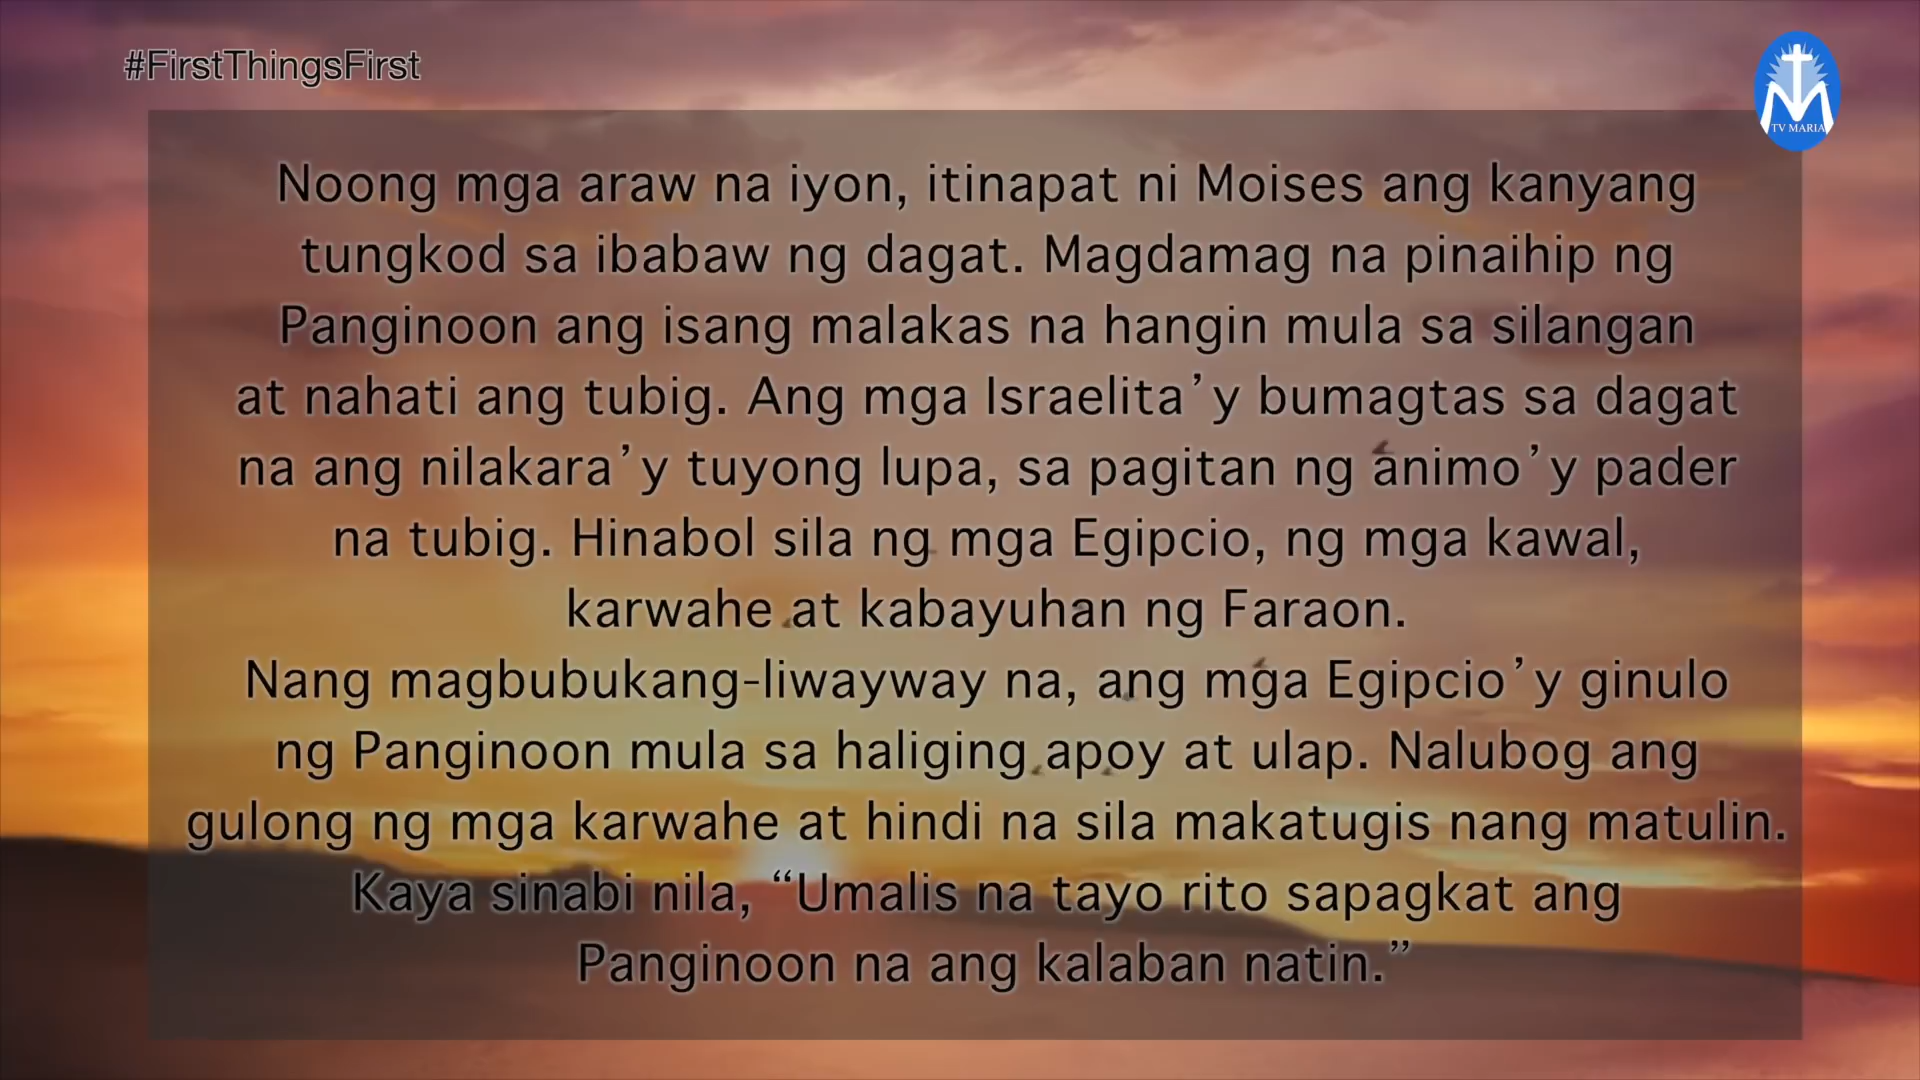 #FirstThingsFirst
TV MARIA
Noong mga araw na iyon, itinapat ni Moises ang kanyang
tungkod sa ibabaw ng dagat. Magdamag na pinaihip ng
Panginoon ang isang malakas na hangin mula sa silangan
at nahati ang tubig. Ang mga Israelita’y bumagtas sa dagat
na ang nilakara’y tuyong lupa, sa pagitan ng animo’y pader
na tubig. Hinabol sila ng mga Egipcio, ng mga kawal,
karwahe at kabayuhan ng Faraon.
Nang magbubukang-liwayway na, ang mga Egipcio’y ginulo
ng Panginoon mula sa haliging apoy at ulap. Nalubog ang
gulong ng mga karwahe at hindi na sila makatugis nang matulin.
Kaya sinabi nila, “Umalis na tayo rito sapagkat ang
Panginoon na ang kalaban natin.”